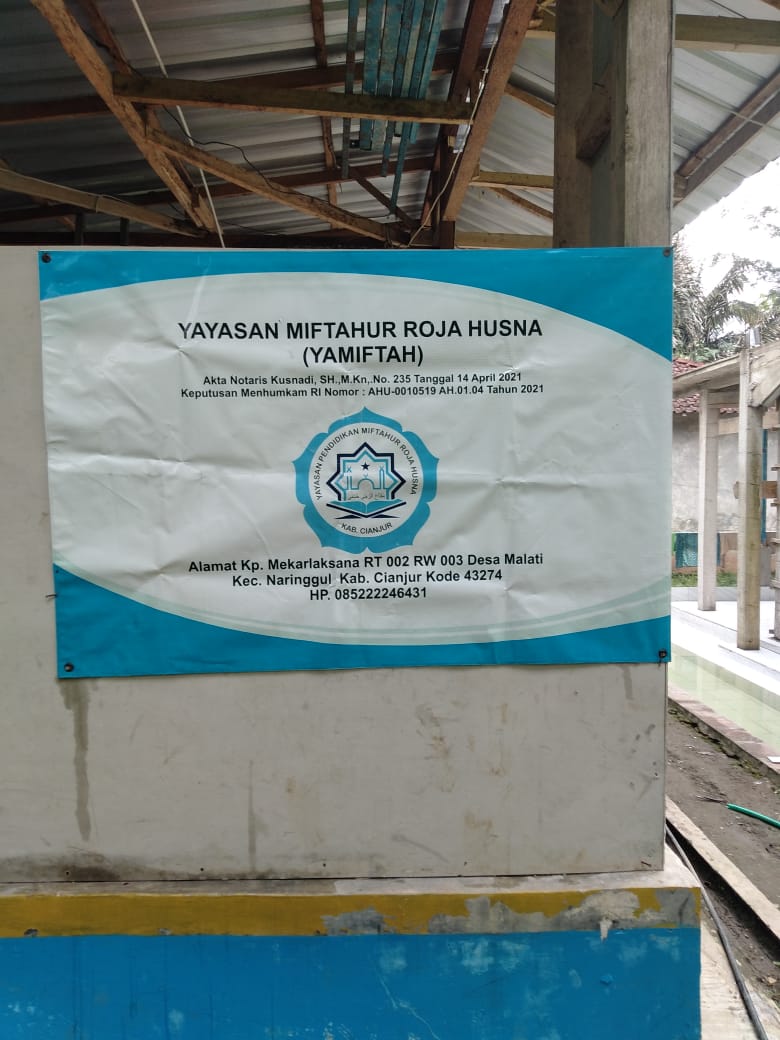 YAYASAN MIFTAHUR ROJA HUSNA
(YAMIFTAH)
Akta Notaris Kusnadi, SH.,M.Kn,.No. 235 Tanggal 14 April 2021
Keputusan Menhumkam RI Nomor : AHU-0010519 AH.01.04 Tahun 2021
YAYASAN PENDIDIKAN MIFTAHUR ROJA HUSNA
KAB. CIANJUR
Alamat Kp. Mekarlaksana RT 002 RW 003 Desa Malati
Kec. Naringgul Kab. Cianjur Kode 43274
HP. 085222246431